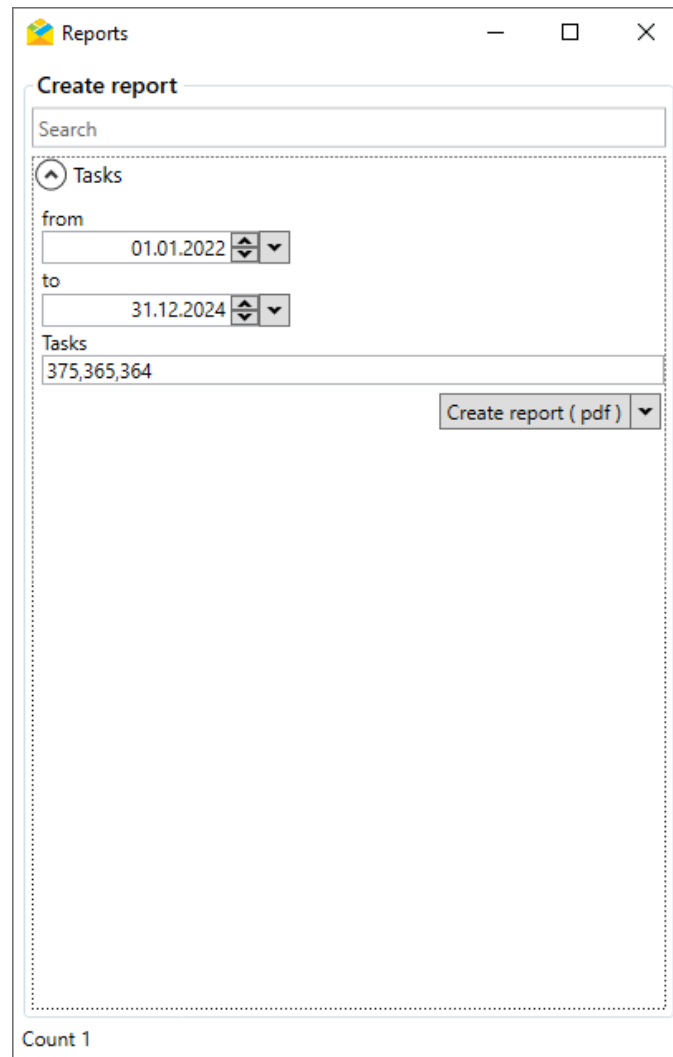 Reports
Create report
Search
Tasks
from
01.01.2022
to
31.12.2024
Tasks
375,365,364
Create report ( pdf )
Count 1